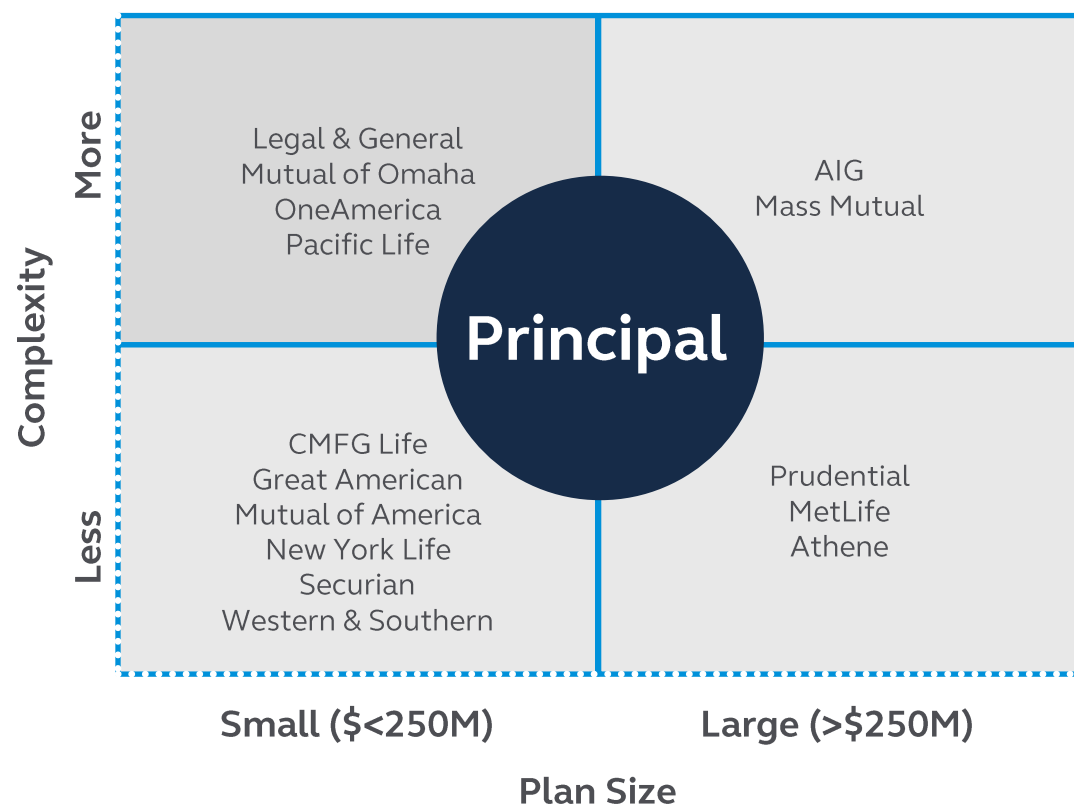 Complexity
More
Less
Legal & General
Mutual of Omaha
OneAmerica
Pacific Life
AIG
Mass Mutual
Principal
CMFG Life
Great American
Mutual of America
New York Life
Securian
Western & Southern
Prudential
MetLife
Athene
Small ($<250M)
Large (>$250M)
Plan Size